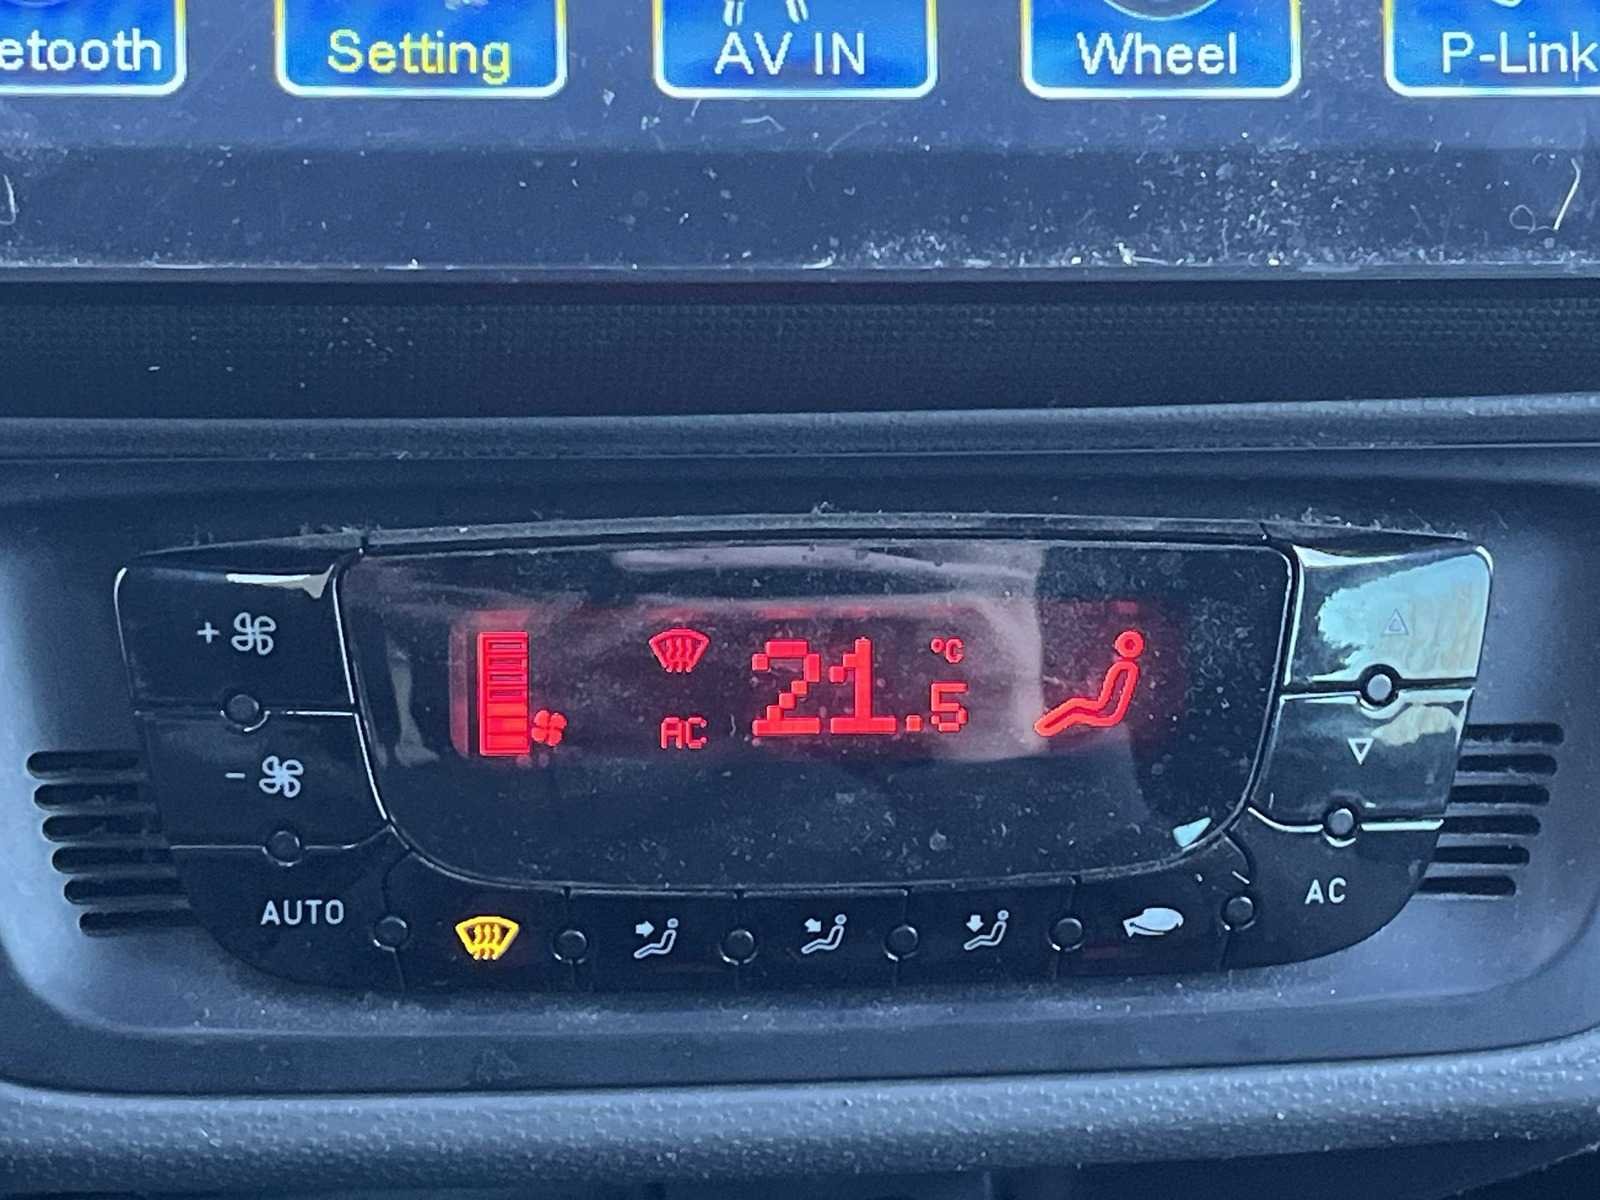 etooth Setting AV IN Wheel P-Link
+
°C
AC 21.5
-
AUTO AC